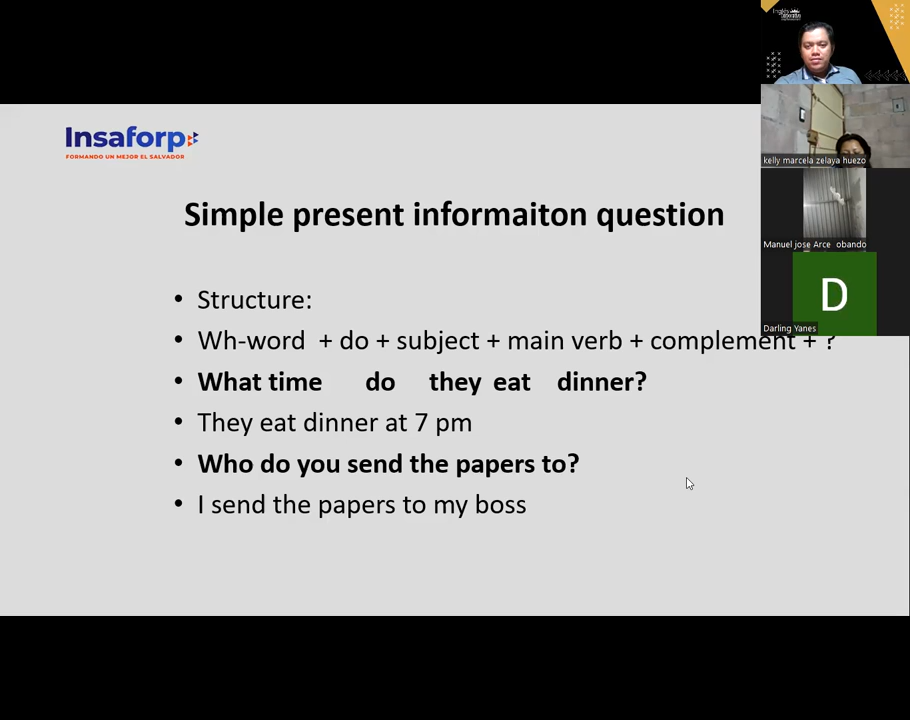 Insaforp
FORMANDO UN MEJOR EL SALVADOR
Simple present informaiton question
• Structure:
• Wh-word + do + subject + main verb + complement + ?
• What time do they eat dinner?
• They eat dinner at 7 pm
• Who do you send the papers to?
• I send the papers to my boss
kelly marcela zelaya huezo
Manuel jose Arce obando
D
Darling Yanes